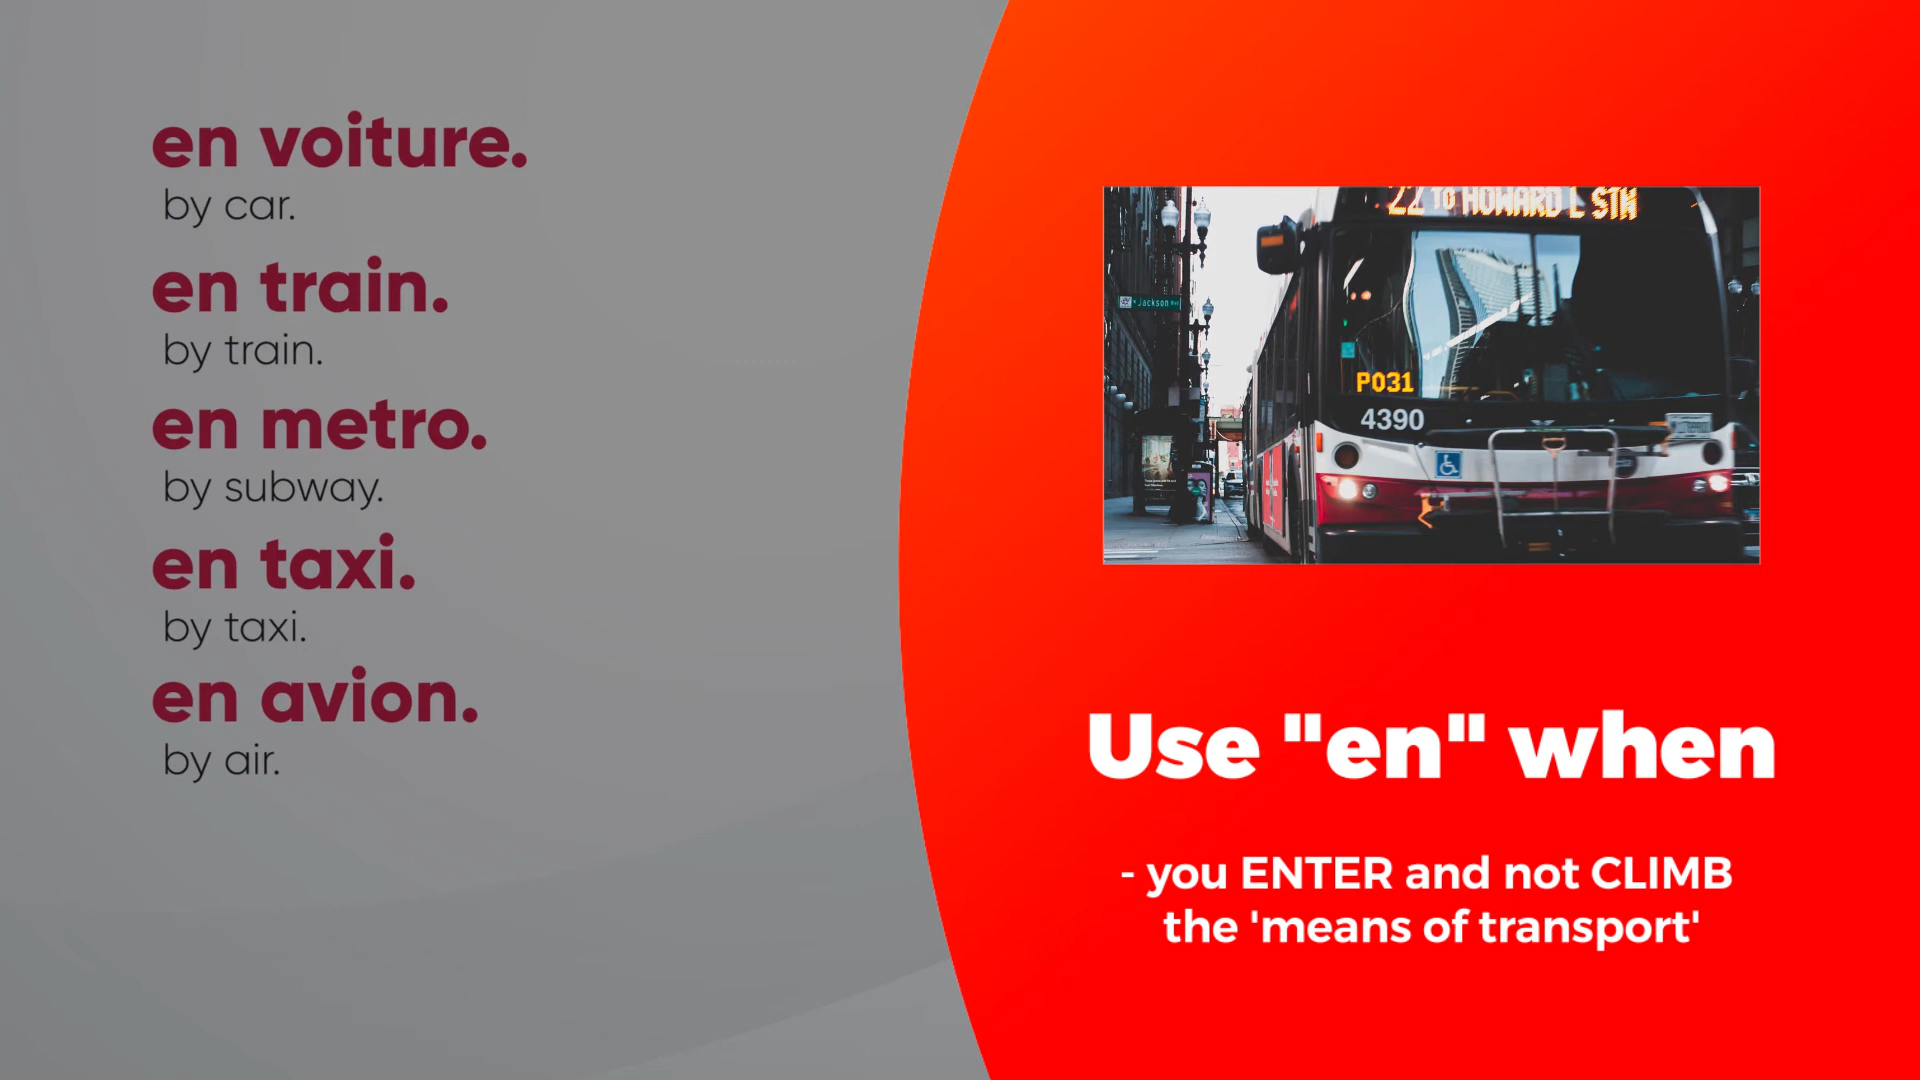 en voiture.
by car.
en train.
by train.
en metro.
by subway.
en taxi.
by taxi.
en avion.
by air.
22 TO HOWARD L STN
Jackson
P031
4390
Use "en" when
- you ENTER and not CLIMB
the 'means of transport'